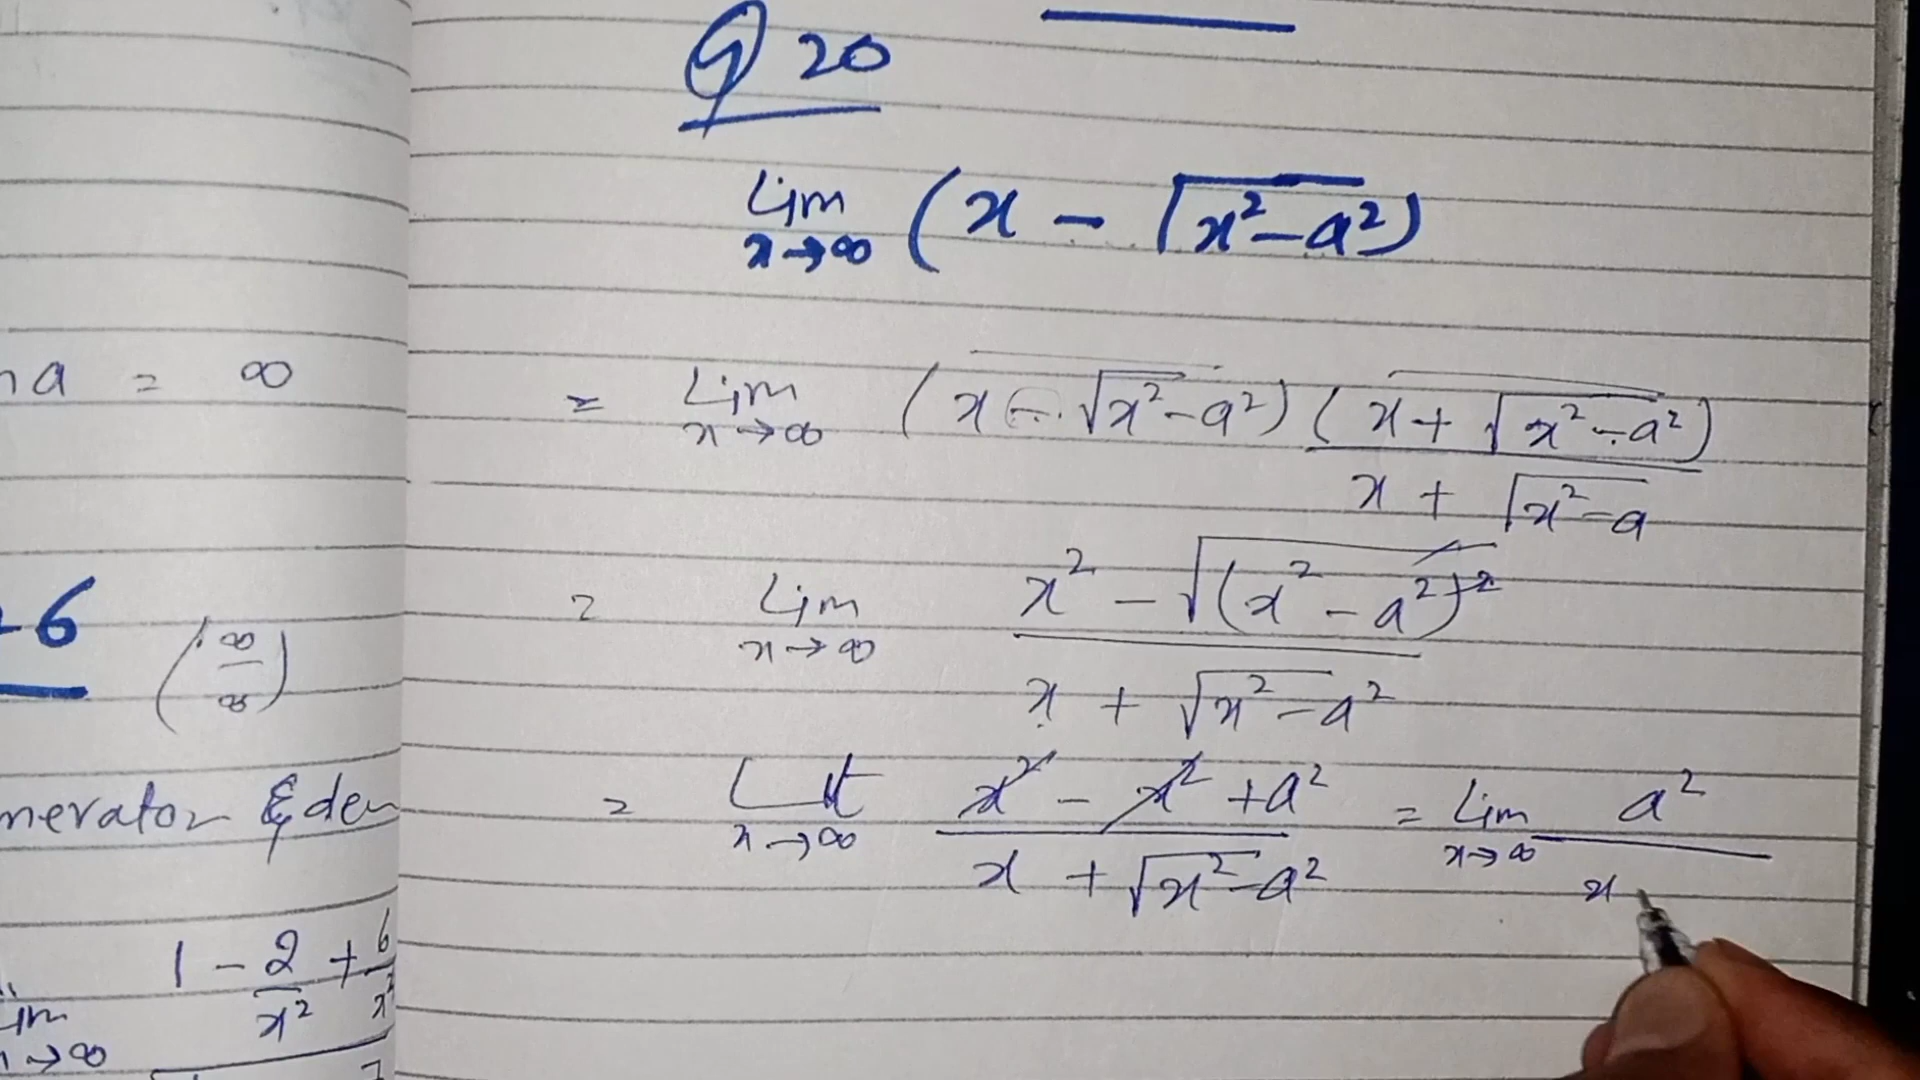 Q 20
lim x→∞ (x - √x²-a²)
= Lim x→∞ (x - √x²-a²) (x + √x²-a²) / x + √x²-a
= Lim x→∞ x² - √(x² - a²)² / x + √x²-a²
= Lt x→∞ x² - x² + a² / x + √x²-a² = Lim x→∞ a² / x
a = ∞
6 (∞/∞)
nerator & den
1 - 2/x² + 6/x²
x→∞